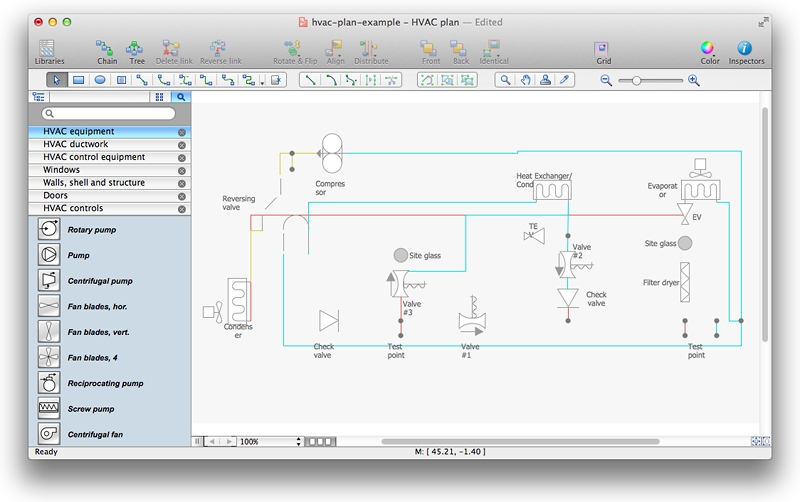 hvac-plan-example – HVAC plan — Edited
Libraries
Chain
Tree
Delete link
Reverse link
Rotate & Flip
Align
Distribute
Front
Back
Identical
Grid
Color
Inspectors
HVAC equipment
HVAC ductwork
HVAC control equipment
Windows
Walls, shell and structure
Doors
HVAC controls
Rotary pump
Pump
Centrifugal pump
Fan blades, hor.
Fan blades, vert.
Fan blades, 4
Reciprocating pump
Screw pump
Centrifugal fan
Compres
sor
Heat Exchanger/
Cond
Evaporat
or
Reversing
valve
EV
TE
V
Site glass
Site glass
Valve
#2
Filter dryer
Check
valve
Valve
#3
Condens
er
Check
valve
Test
point
Valve
#1
Test
point
100%
Ready
M: [ 45.21, -1.40 ]